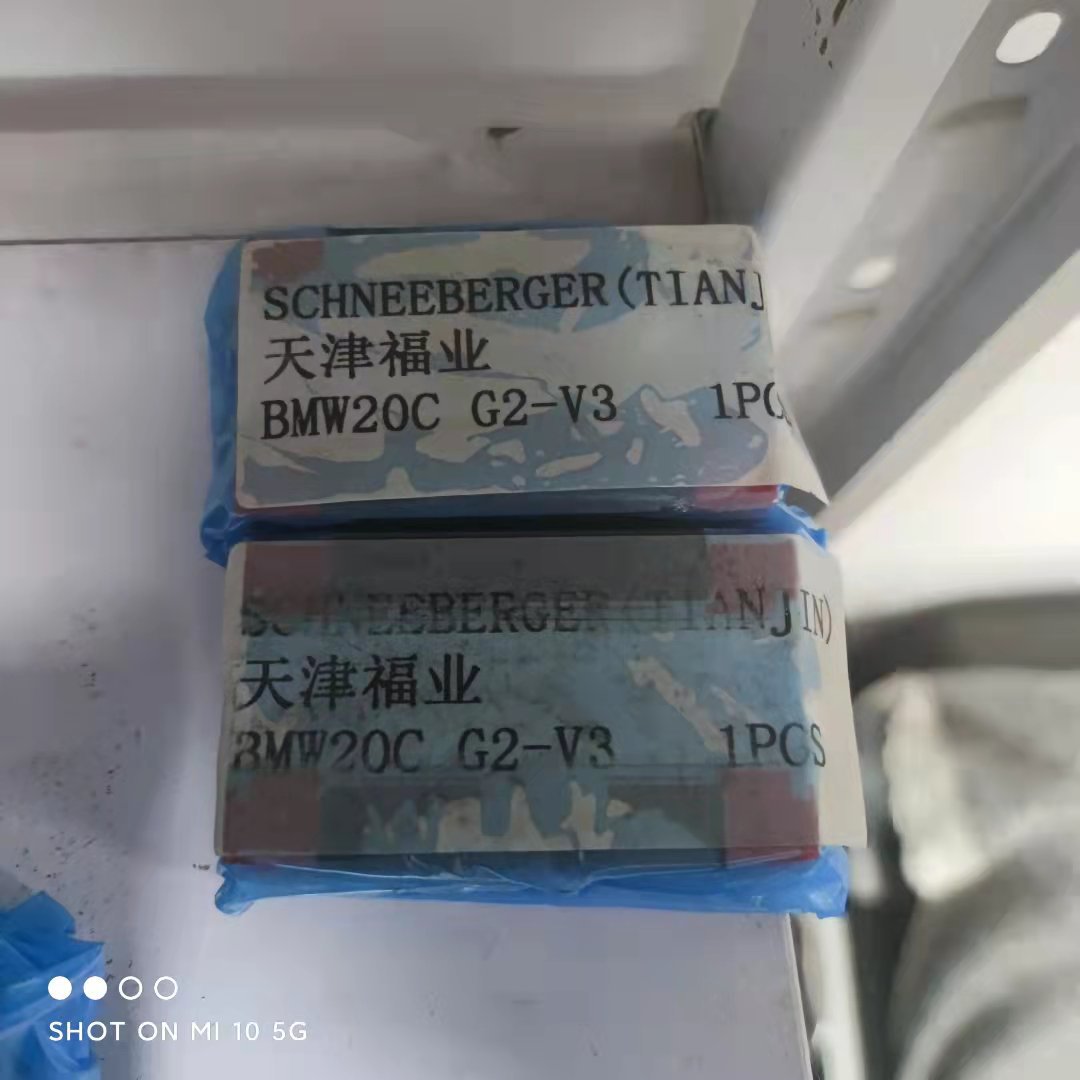 SCHNEEBERGER(TIANJ
天津福业
BMW20C G2-V3 1PC
SCHNEEBERGER(TIANJIN)
天津福业
BMW20C G2-V3 1PCS
SHOT ON MI 10 5G